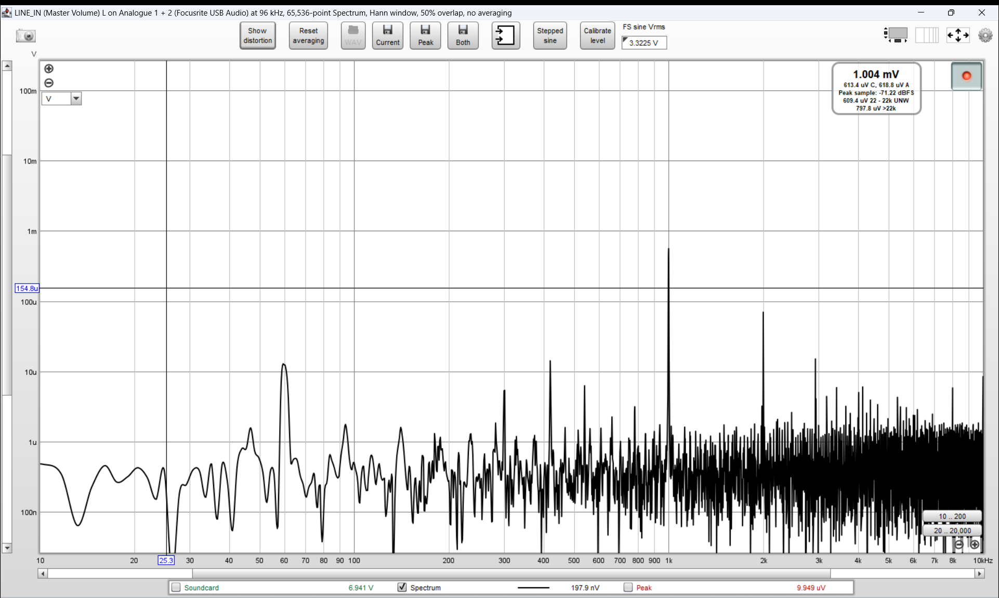 LINE_IN (Master Volume) L on Analogue 1 + 2 (Focusrite USB Audio) at 96 kHz, 65,536-point Spectrum, Hann window, 50% overlap, no averaging
Show distortion
Reset averaging
WAV
Current
Peak
Both
Stepped sine
Calibrate level
FS sine Vrms
3.3225 V
V
V
1.004 mV
613.4 uV C, 618.8 uV A
Peak sample: -71.22 dBFS
609.4 uV 22 - 22k UNW
797.8 uV >22k
100m
10m
1m
154.8u
100u
10u
1u
100n
10 .. 200
20 .. 20,000
10 20 25.3 30 40 50 60 70 80 90 100 200 300 400 500 600 700 800 900 1k 2k 3k 4k 5k 6k 7k 8k 10kHz
Soundcard 6.941 V Spectrum 197.9 nV Peak 9.949 uV